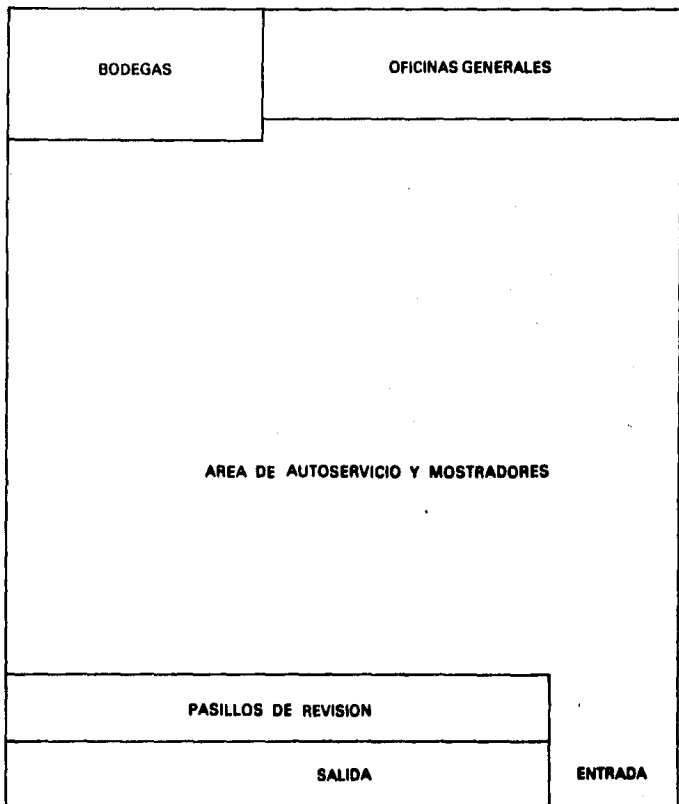 BODEGAS
OFICINAS GENERALES
AREA DE AUTOSERVICIO Y MOSTRADORES
PASILLOS DE REVISION
SALIDA
ENTRADA